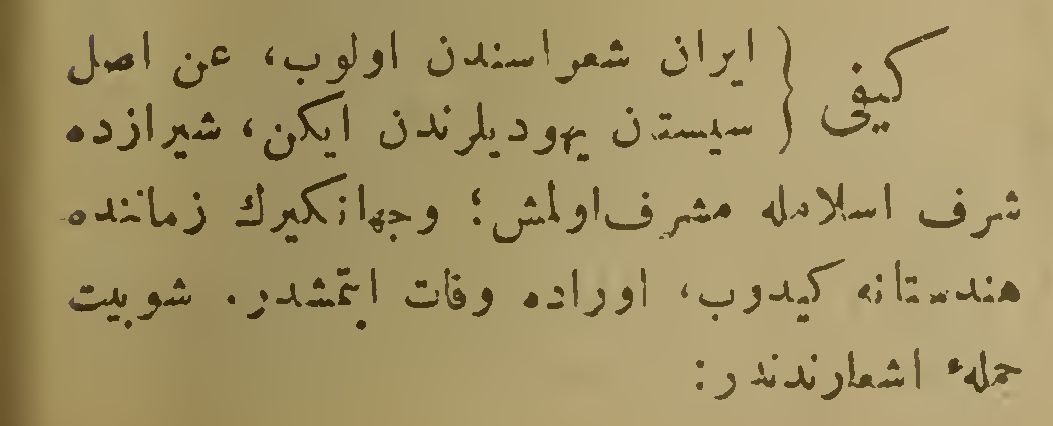 كيفى } ايران شعراسندن اولوب، عن اصل
سيستن يهوديلرندن ايكن، شيرازده
شرف اسلامله مشرف اولمش؛ وجهانكيرك زماننده
هندستانه كيدوب، اوراده وفات ايتمشدر. شو بيت
جملهٔ اشعارندندر: